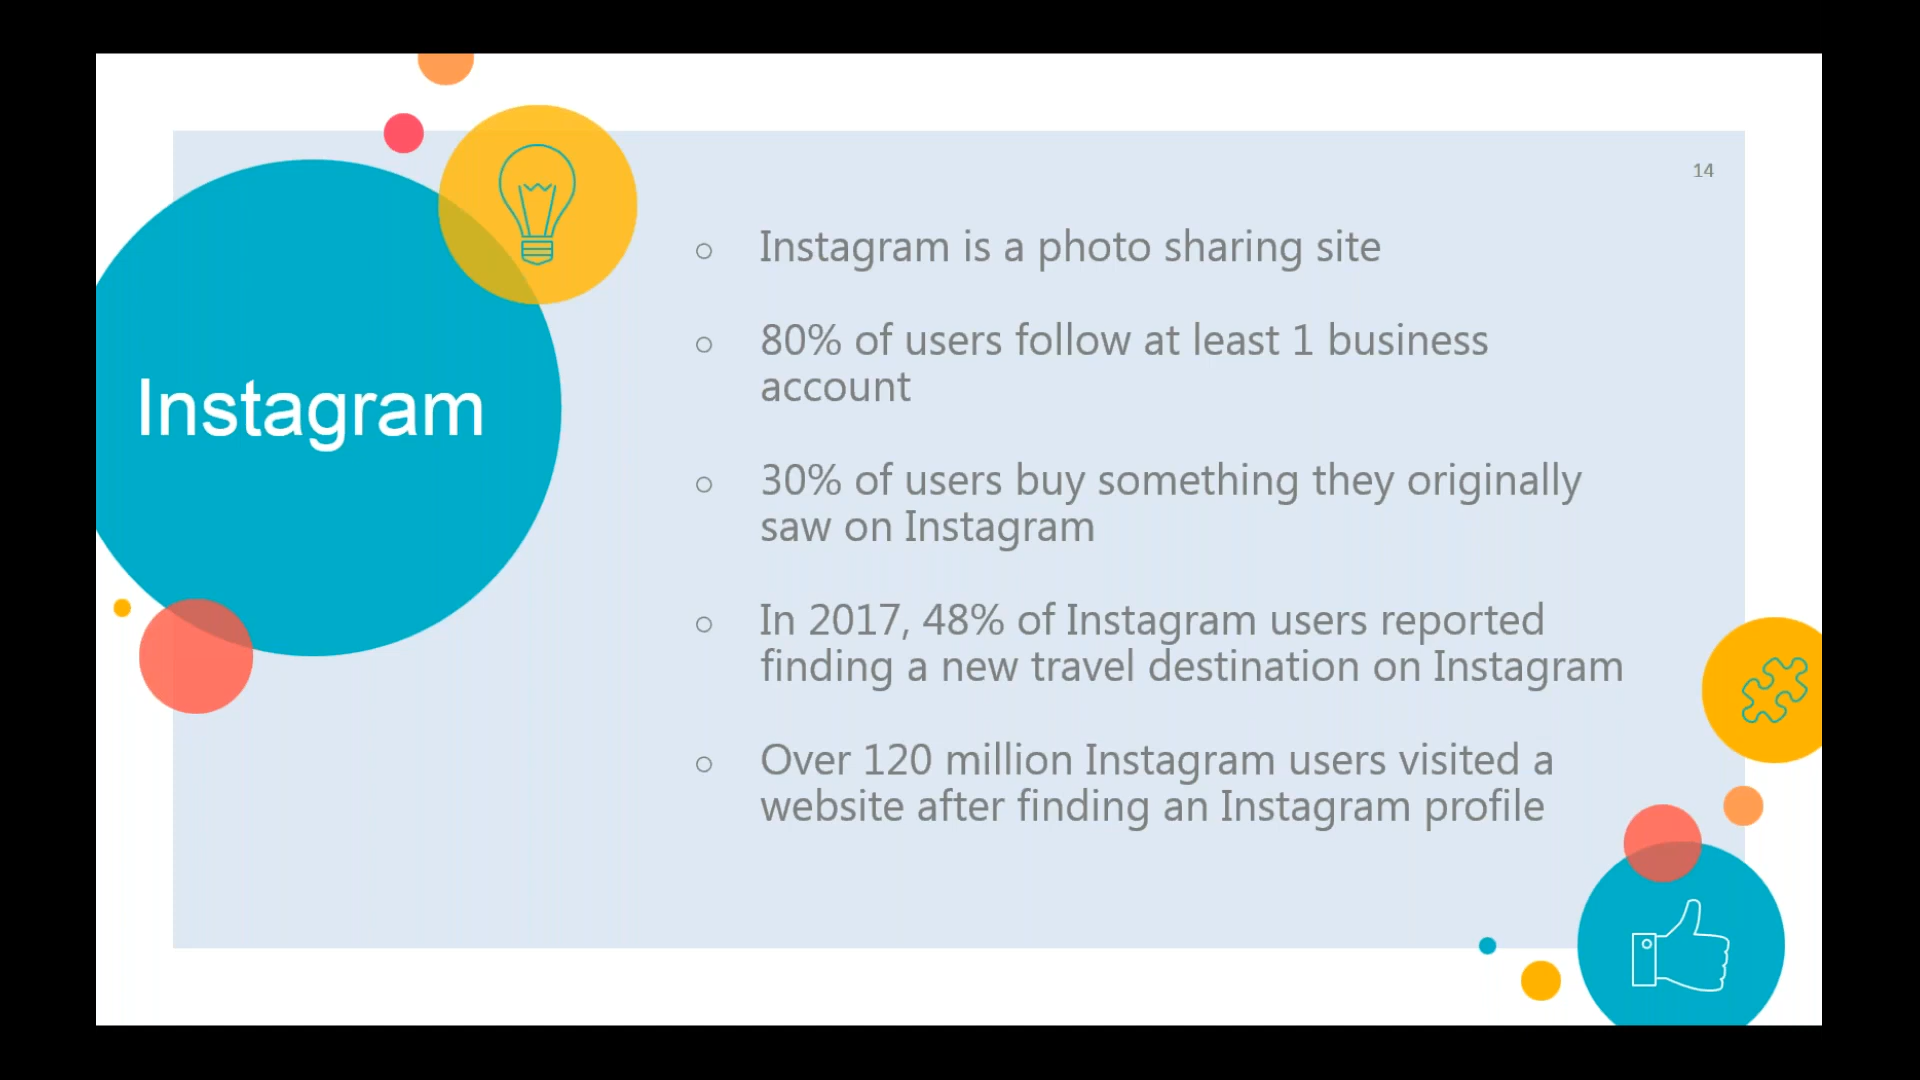 14
Instagram
Instagram is a photo sharing site
80% of users follow at least 1 business
account
30% of users buy something they originally
saw on Instagram
In 2017, 48% of Instagram users reported
finding a new travel destination on Instagram
Over 120 million Instagram users visited a
website after finding an Instagram profile